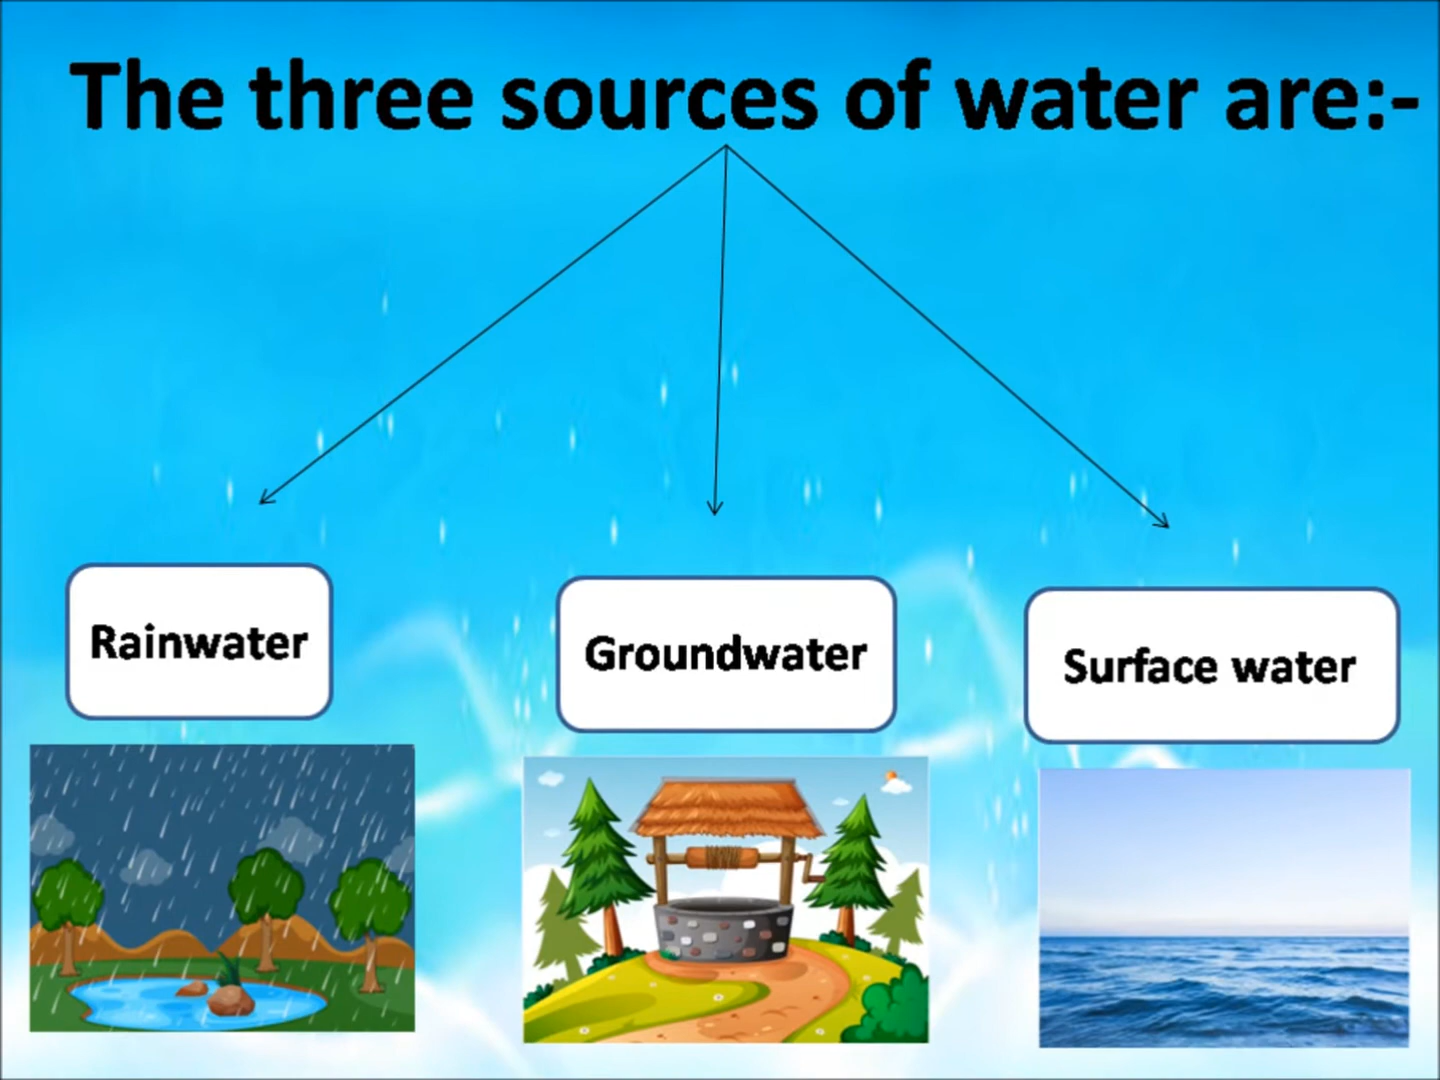 The three sources of water are:-
Rainwater
Groundwater
Surface water